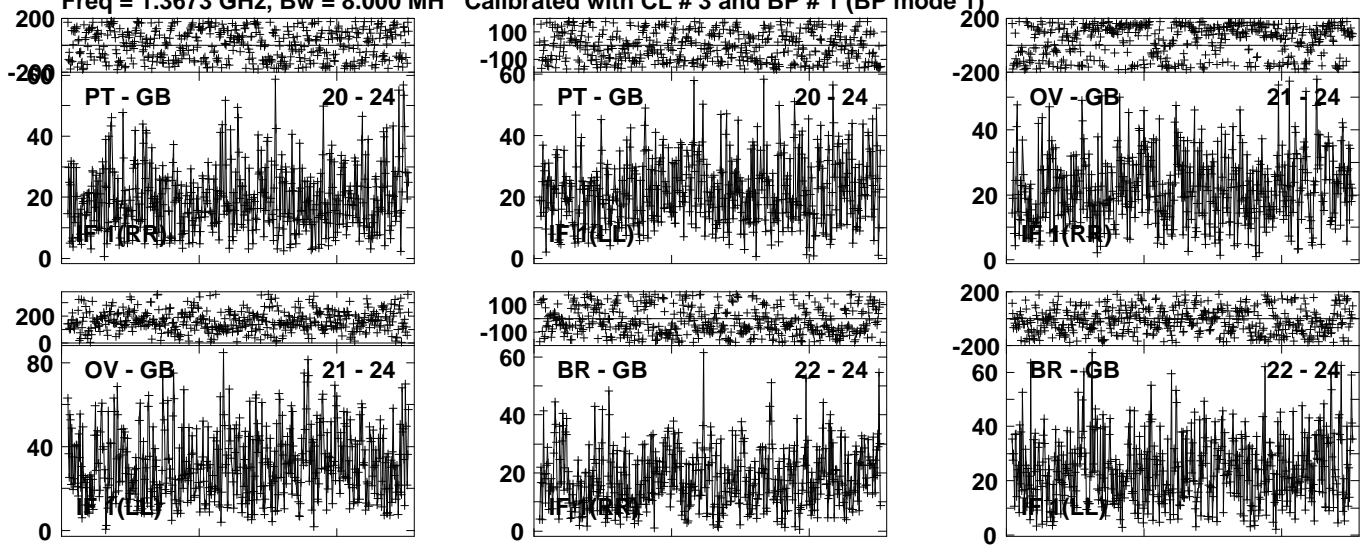 Freq = 1.3673 GHz, Bw = 8.000 MH Calibrated with CL # 3 and BP # 1 (BP mode 1)
200
-200
60
40
20
0
PT - GB 20 - 24
IF 1(RR)
100
-100
60
40
20
0
PT - GB 20 - 24
IF 1(LL)
200
-200
40
20
0
OV - GB 21 - 24
IF 1(RR)
200
0
80
40
0
OV - GB 21 - 24
IF 1(LL)
100
-100
60
40
20
0
BR - GB 22 - 24
IF 1(RR)
200
-200
60
40
20
0
BR - GB 22 - 24
IF 1(LL)